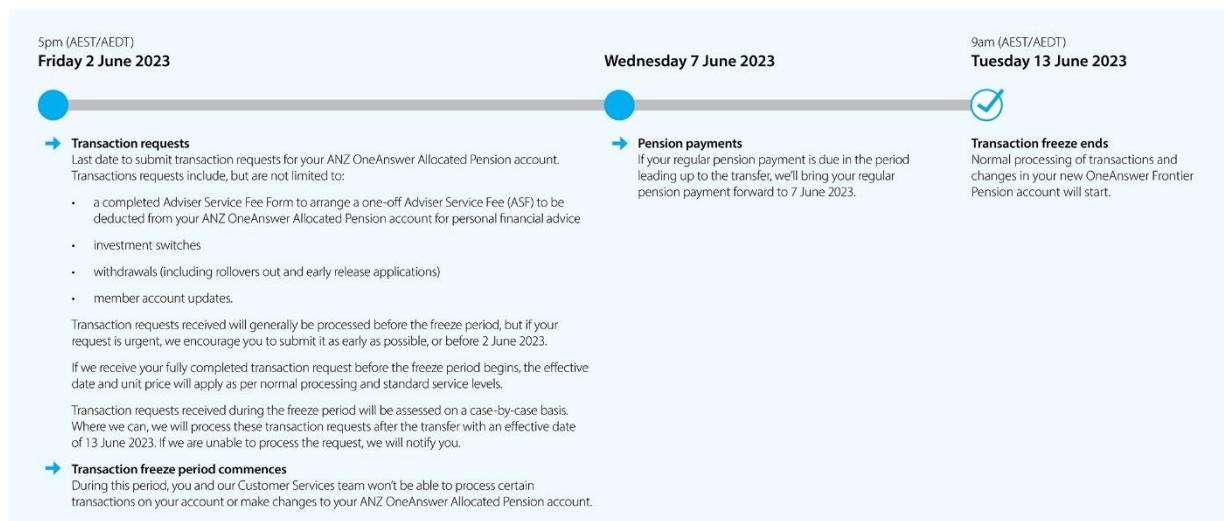 5pm (AEST/AEDT)
Friday 2 June 2023
Transaction requests
Last date to submit transaction requests for your ANZ OneAnswer Allocated Pension account.
Transactions requests include, but are not limited to:
• a completed Adviser Service Fee Form to arrange a one-off Adviser Service Fee (ASF) to be
deducted from your ANZ OneAnswer Allocated Pension account for personal financial advice
• investment switches
• withdrawals (including rollovers out and early release applications)
• member account updates.
Transaction requests received will generally be processed before the freeze period, but if your
request is urgent, we encourage you to submit it as early as possible, or before 2 June 2023.
If we receive your fully completed transaction request before the freeze period begins, the effective
date and unit price will apply as per normal processing and standard service levels.
Transaction requests received during the freeze period will be assessed on a case-by-case basis.
Where we can, we will process these transaction requests after the transfer with an effective date
of 13 June 2023. If we are unable to process the request, we will notify you.
Transaction freeze period commences
During this period, you and our Customer Services team won't be able to process certain
transactions on your account or make changes to your ANZ OneAnswer Allocated Pension account.
Wednesday 7 June 2023
Pension payments
If your regular pension payment is due in the period
leading up to the transfer, we'll bring your regular
pension payment forward to 7 June 2023.
9am (AEST/AEDT)
Tuesday 13 June 2023
Transaction freeze ends
Normal processing of transactions and
changes in your new OneAnswer Frontier
Pension account will start.